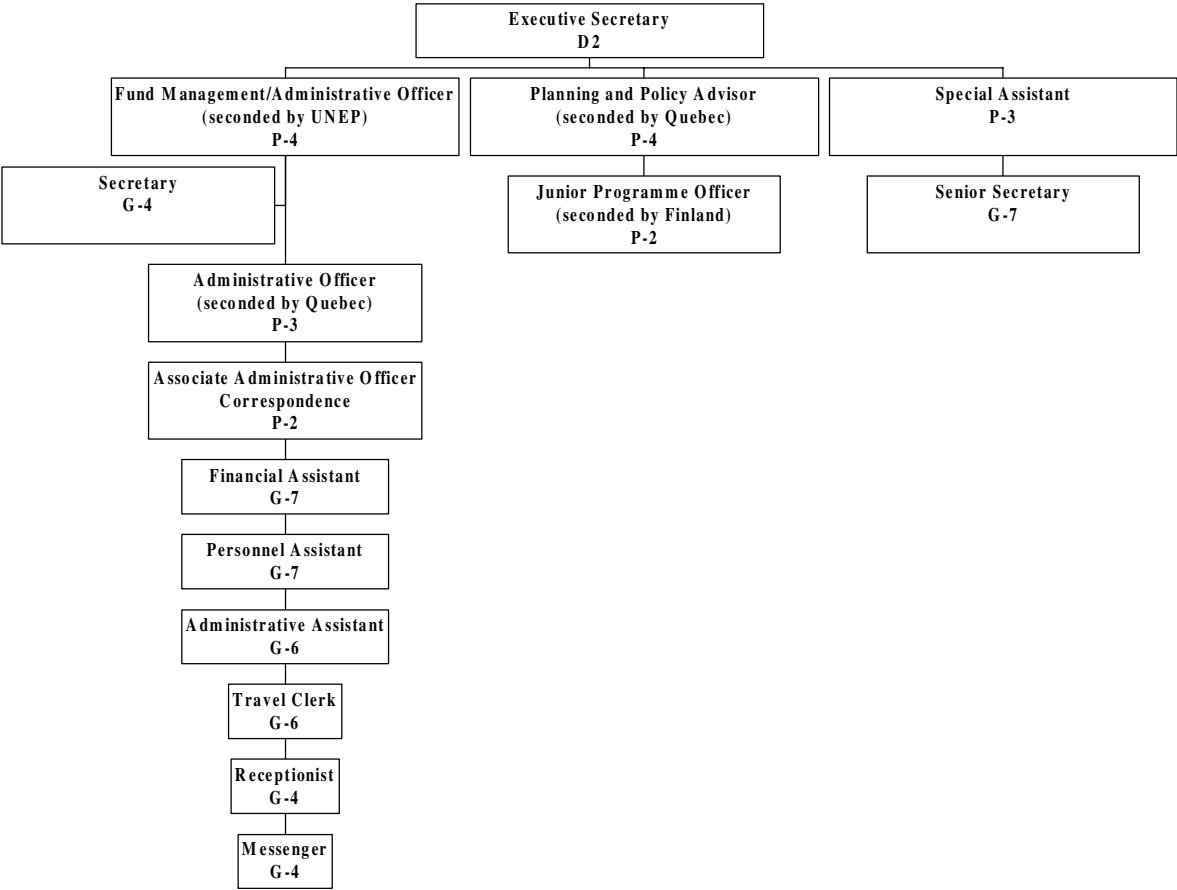 Executive Secretary
D2
Fund Management/Administrative Officer
(seconded by UNEP)
P-4
Planning and Policy Advisor
(seconded by Quebec)
P-4
Special Assistant
P-3
Secretary
G-4
Junior Programme Officer
(seconded by Finland)
P-2
Senior Secretary
G-7
Administrative Officer
(seconded by Quebec)
P-3
Associate Administrative Officer
Correspondence
P-2
Financial Assistant
G-7
Personnel Assistant
G-7
Administrative Assistant
G-6
Travel Clerk
G-6
Receptionist
G-4
Messenger
G-4